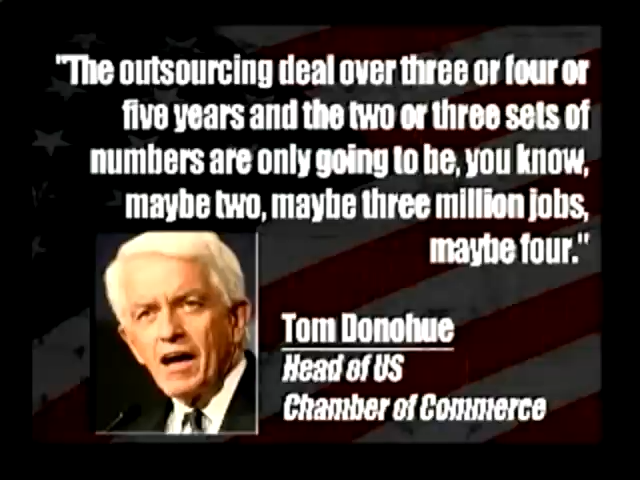 "The outsourcing deal over three or four or
five years and the two or three sets of
numbers are only going to be, you know,
maybe two, maybe three million jobs,
maybe four."
Tom Donohue
Head of US
Chamber of Commerce